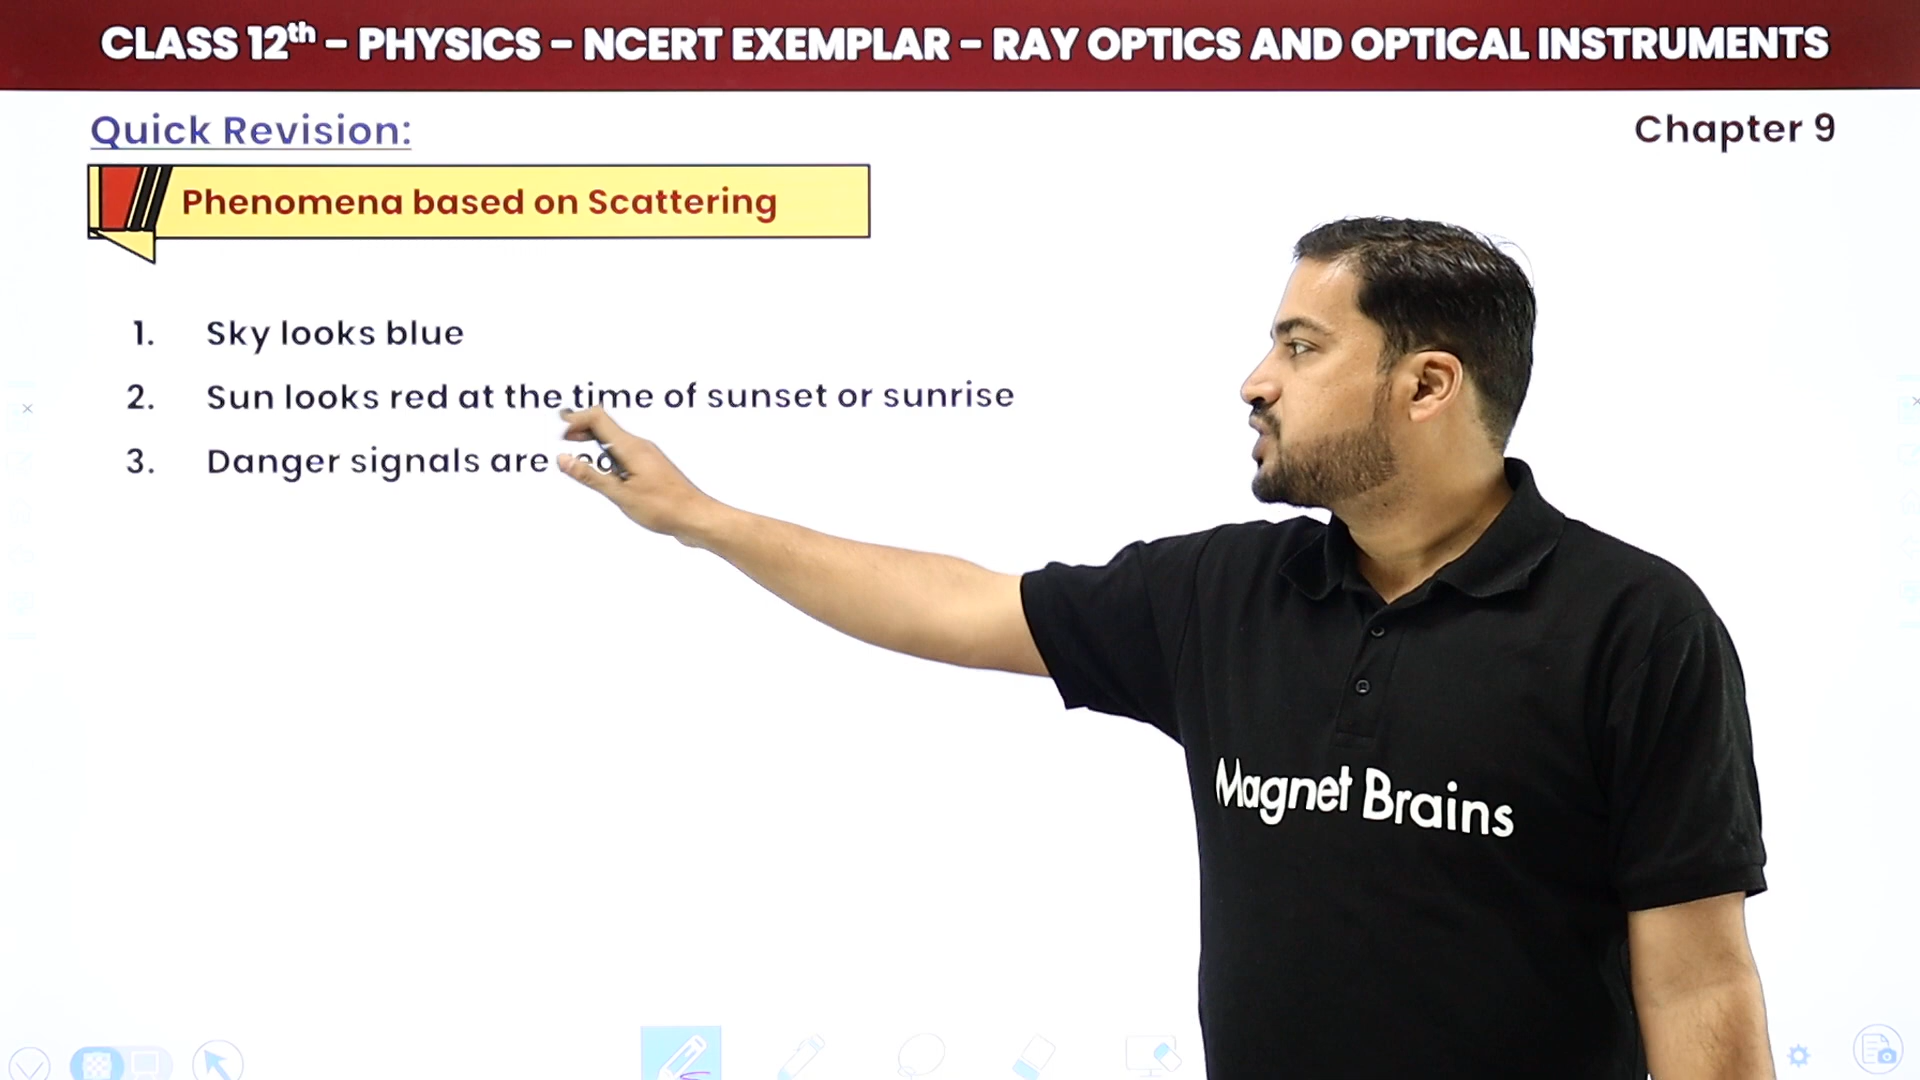 CLASS 12th – PHYSICS – NCERT EXEMPLAR – RAY OPTICS AND OPTICAL INSTRUMENTS
Quick Revision:
Chapter 9
Phenomena based on Scattering
1. Sky looks blue
2. Sun looks red at the time of sunset or sunrise
3. Danger signals are
Magnet Brains